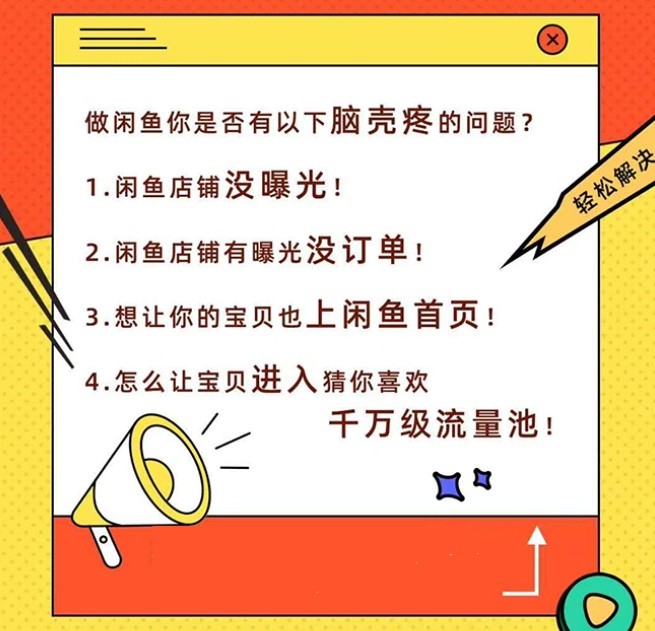 做闲鱼你是否有以下脑壳疼的问题？
1.闲鱼店铺没曝光！
轻松解决
2.闲鱼店铺有曝光没订单！
3.想让你的宝贝也上闲鱼首页！
4.怎么让宝贝进入猜你喜欢
千万级流量池！